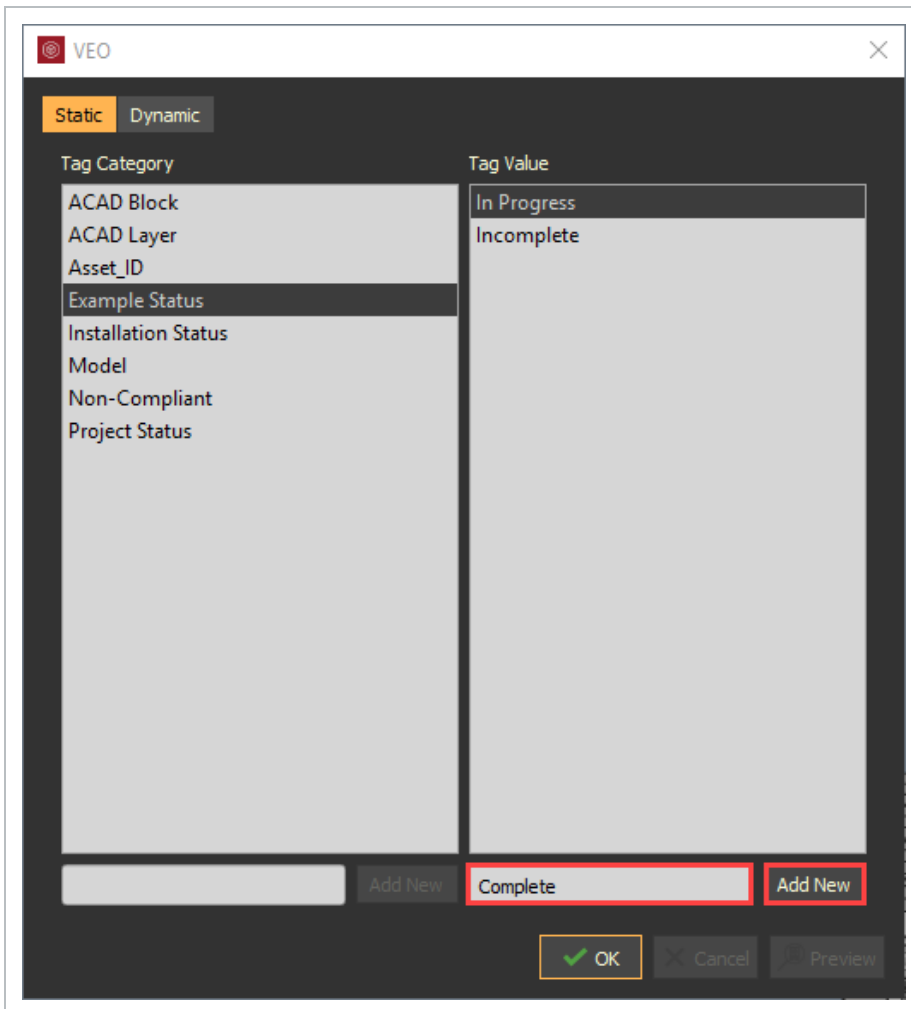 VEO
Static Dynamic
Tag Category Tag Value
ACAD Block
ACAD Layer
Asset_ID
Example Status
Installation Status
Model
Non-Compliant
Project Status
In Progress
Incomplete
Add New Complete Add New
OK Cancel Preview